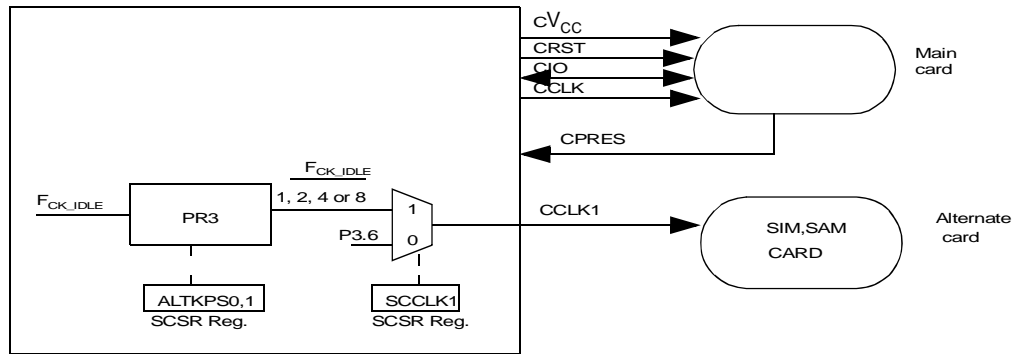 CVCC
CRST
CIO
CCLK
Main
card
CPRES
FCK_IDLE
FCK_IDLE
1, 2, 4 or 8
PR3
1
P3.6
0
CCLK1
SIM,SAM
CARD
Alternate
card
ALTKPS0,1
SCSR Reg.
SCCLK1
SCSR Reg.